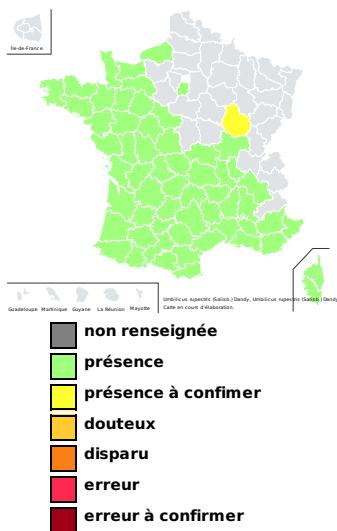 Île-de-France
Guadeloupe Martinique Guyane La Réunion Mayotte
Umbilicus rupestris (Salisb.) Dandy, Umbilicus rupestris (Salisb.) Dandy
Carte en cours d'élaboration.
non renseignée
présence
présence à confimer
douteux
disparu
erreur
erreur à confirmer